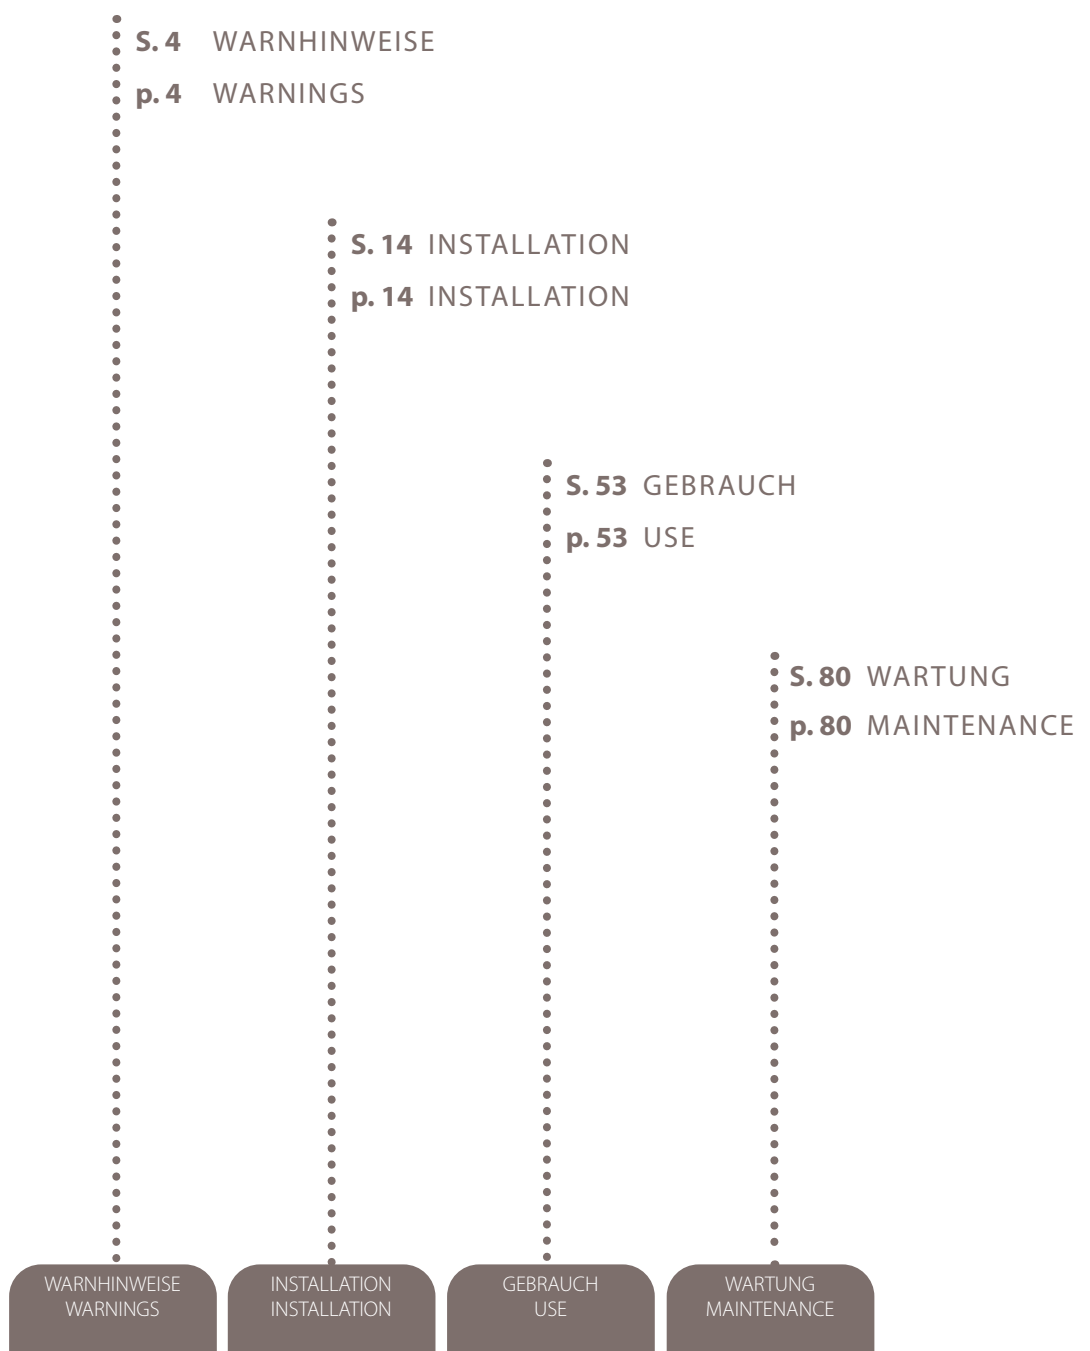 S. 4 WARNHINWEISE
p. 4 WARNINGS
S. 14 INSTALLATION
p. 14 INSTALLATION
S. 53 GEBRAUCH
p. 53 USE
S. 80 WARTUNG
p. 80 MAINTENANCE
WARNHINWEISE
WARNINGS
INSTALLATION
INSTALLATION
GEBRAUCH
USE
WARTUNG
MAINTENANCE